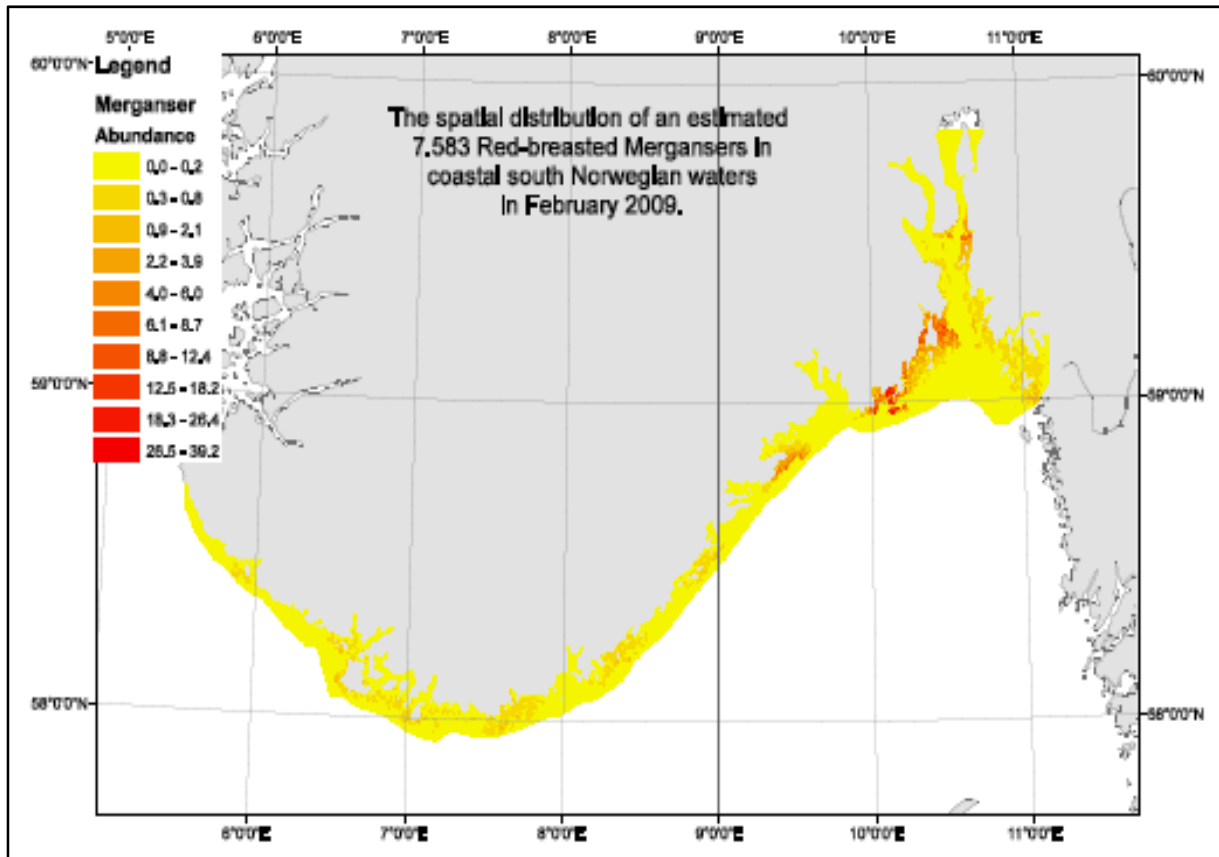 5°0'0"E 6°0'0"E 7°0'0"E 8°0'0"E 9°0'0"E 10°0'0"E 11°0'0"E
60°0'0"N
60°0'0"N
Legend
Merganser
Abundance
0,0 - 0,2
0,3 - 0,8
0,9 - 2,1
2,2 - 3,9
4,0 - 6,0
6,1 - 8,7
8,8 - 12,4
12,5 - 18,2
18,3 - 26,4
26,5 - 39,2
The spatial distribution of an estimated
7.583 Red-breasted Mergansers in
coastal south Norwegian waters
in February 2009.
59°0'0"N
59°0'0"N
58°0'0"N
58°0'0"N
6°0'0"E 7°0'0"E 8°0'0"E 9°0'0"E 10°0'0"E 11°0'0"E